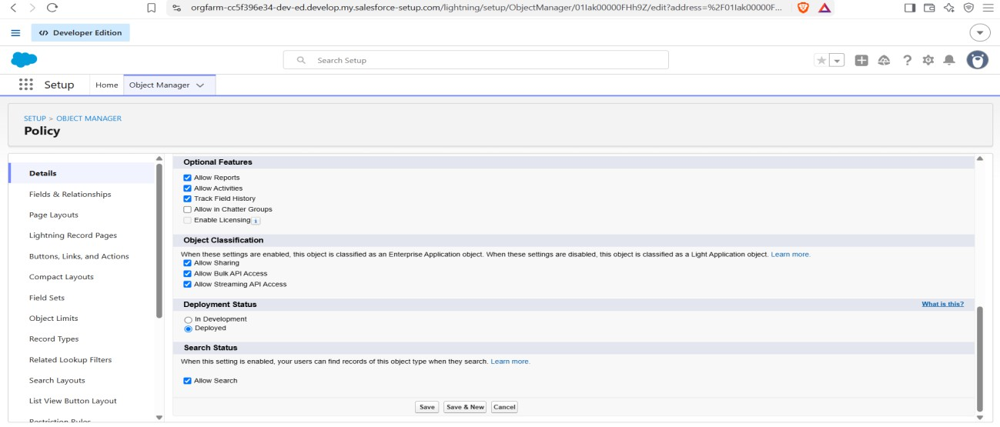 orgfarm-cc5f396e34-dev-ed.develop.my.salesforce-setup.com/lightning/setup/ObjectManager/01Iak00000FHh9Z/edit?address=%2F01Iak00000F...
</> Developer Edition
Search Setup
Setup Home Object Manager
SETUP > OBJECT MANAGER
Policy
Details
Fields & Relationships
Page Layouts
Lightning Record Pages
Buttons, Links, and Actions
Compact Layouts
Field Sets
Object Limits
Record Types
Related Lookup Filters
Search Layouts
List View Button Layout
Restriction Rules
Optional Features
Allow Reports
Allow Activities
Track Field History
Allow in Chatter Groups
Enable Licensing i
Object Classification
When these settings are enabled, this object is classified as an Enterprise Application object. When these settings are disabled, this object is classified as a Light Application object. Learn more.
Allow Sharing
Allow Bulk API Access
Allow Streaming API Access
Deployment Status What is this?
In Development
Deployed
Search Status
When this setting is enabled, your users can find records of this object type when they search. Learn more.
Allow Search
Save Save & New Cancel